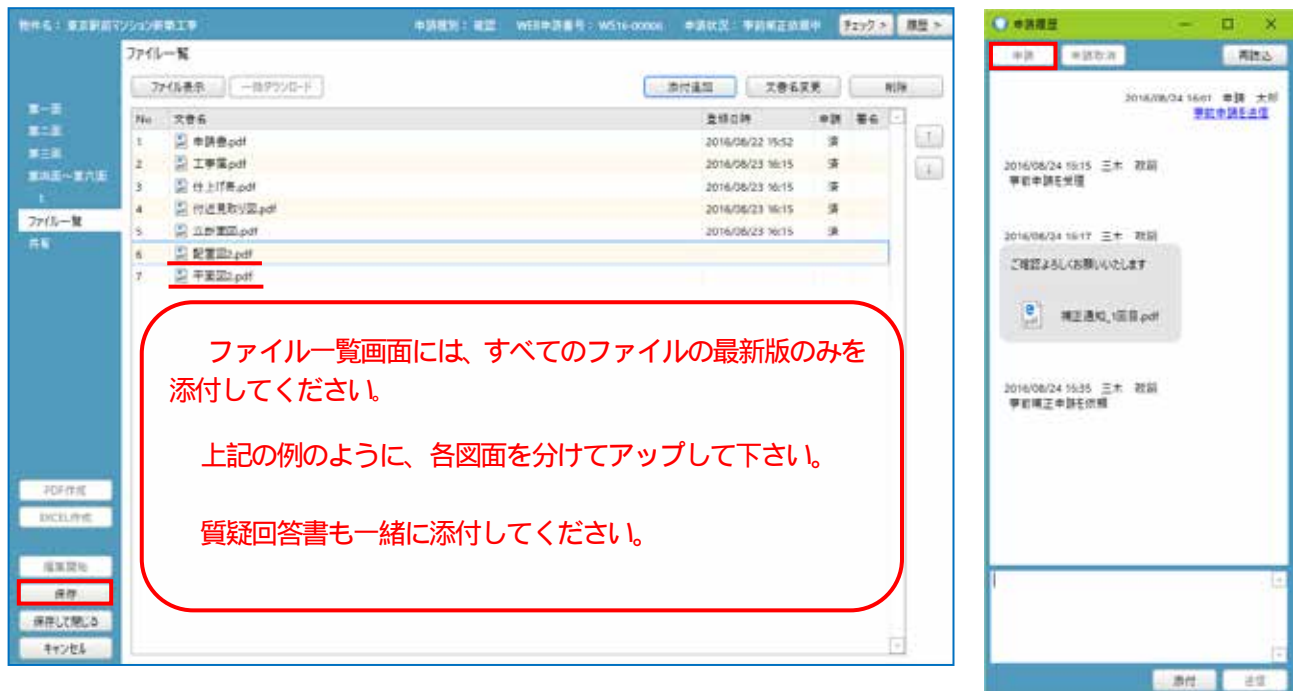 物件名: 東京駅前マンション新築工事 申請種別: 確認 WEB申請番号: WS16-00006 申請状況: 事前補正依頼中 チェック > 履歴 >
ファイル一覧
ファイル表示 一括ダウンロード 添付追加 文書名変更 削除
第一面
第二面
第三面
第四面~第六面
1
ファイル一覧
共有
No 文書名 登録日時 申請 署名
1 申請書.pdf 2016/08/22 15:52 済
2 工事届.pdf 2016/08/23 16:15 済
3 仕上げ表.pdf 2016/08/23 16:15 済
4 付近見取り図.pdf 2016/08/23 16:15 済
5 立断面図.pdf 2016/08/23 16:15 済
6 配置図2.pdf
7 平面図2.pdf
ファイル一覧画面には、すべてのファイルの最新版のみを
添付してください。
上記の例のように、各図面を分けてアップして下さい。
質疑回答書も一緒に添付してください。
PDF作成
EXCEL作成
編集開始
保存
保存して閉じる
キャンセル
申請履歴
申請 申請取消 再読込
2016/08/24 16:01 申請 太郎
事前申請を送信
2016/08/24 15:15 三木
事前申請を受理
2016/08/24 16:17 三木
ご確認よろしくお願いいたします
補正通知_1回目.pdf
2016/08/24 16:35 三木
事前補正申請を依頼
添付 送信